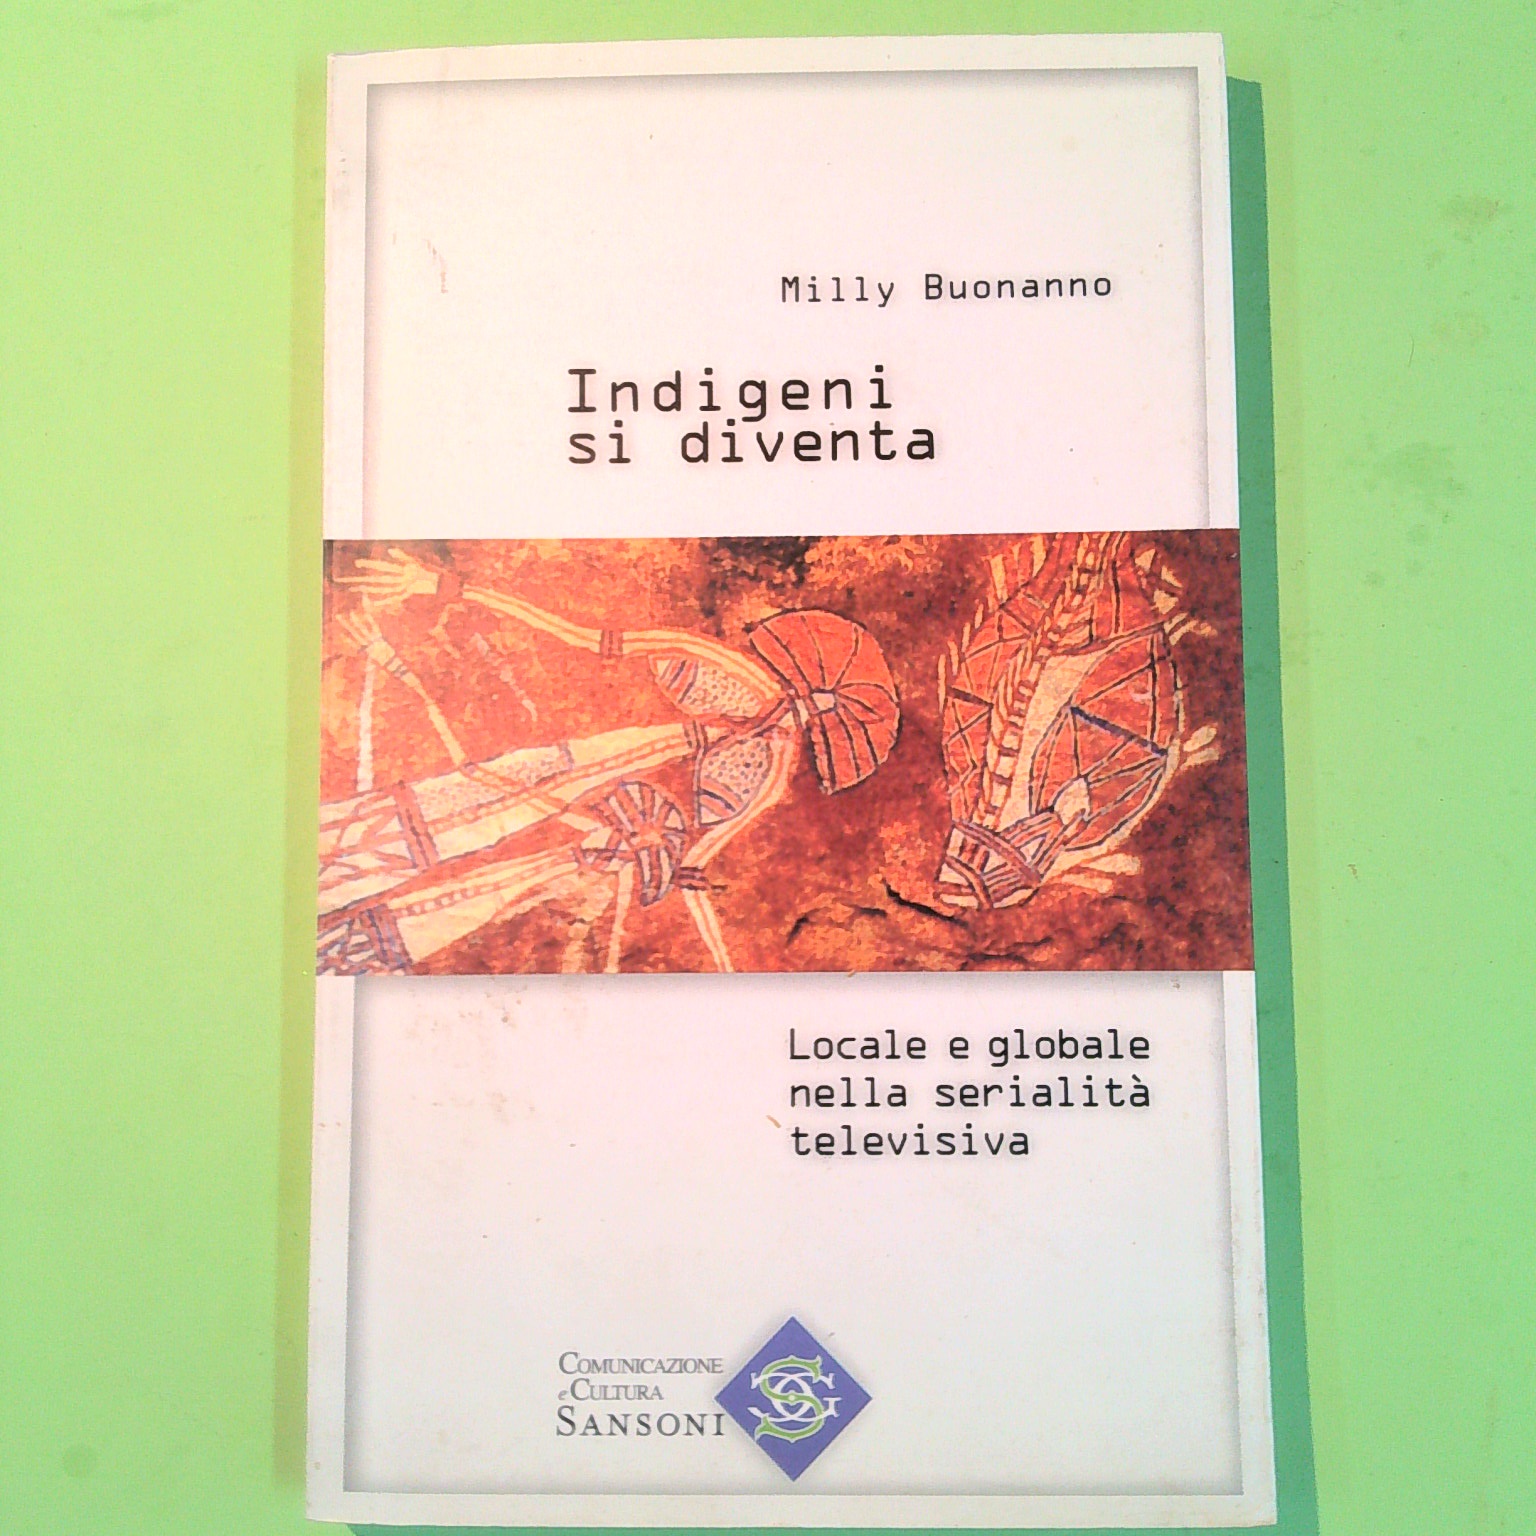 Milly Buonanno
Indigeni
si diventa
Locale e globale
nella serialità
televisiva
COMUNICAZIONE
e CULTURA
SANSONI